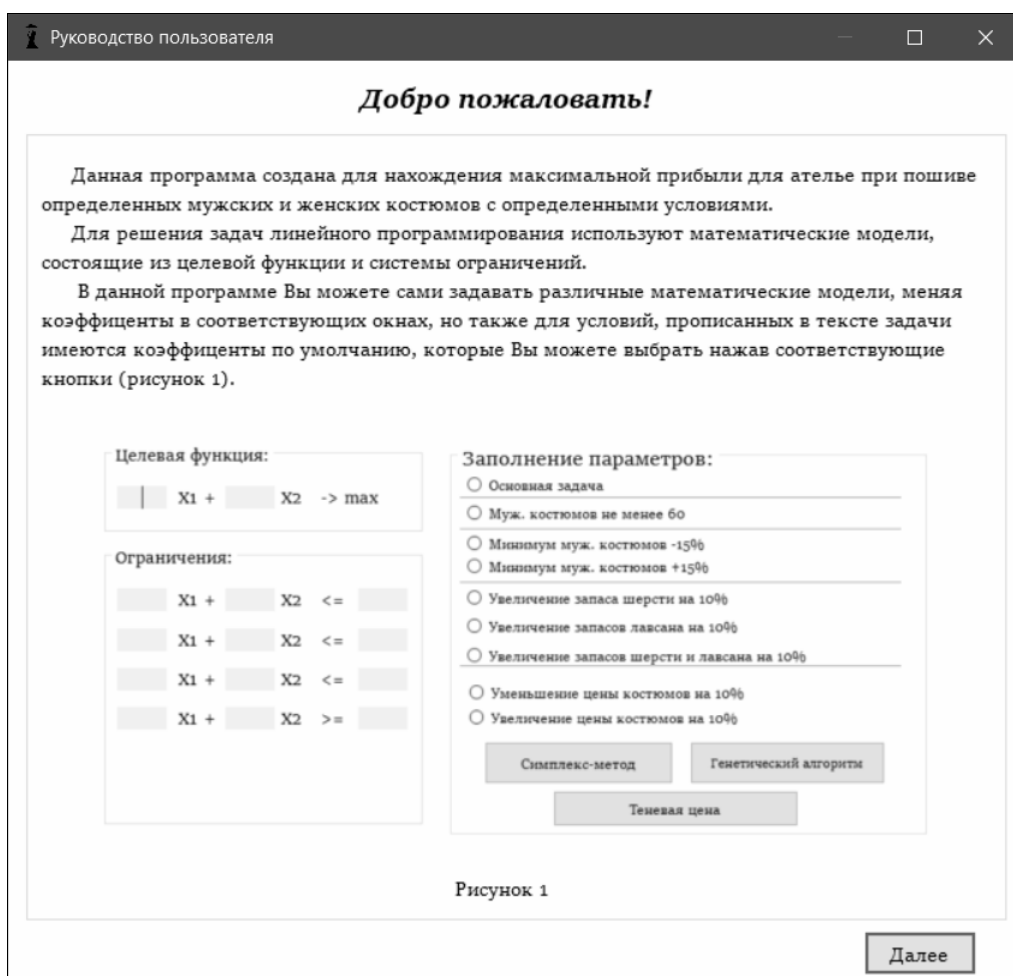 Руководство пользователя
Добро пожаловать!
Данная программа создана для нахождения максимальной прибыли для ателье при пошиве
определенных мужских и женских костюмов с определенными условиями.
Для решения задач линейного программирования используют математические модели,
состоящие из целевой функции и системы ограничений.
В данной программе Вы можете сами задавать различные математические модели, меняя
коэффиценты в соответствующих окнах, но также для условий, прописанных в тексте задачи
имеются коэффиценты по умолчанию, которые Вы можете выбрать нажав соответствующие
кнопки (рисунок 1).
Целевая функция:
X1 + X2 -> max
Ограничения:
X1 + X2 <=
X1 + X2 <=
X1 + X2 <=
X1 + X2 >=
Заполнение параметров:
Основная задача
Муж. костюмов не менее 60
Минимум муж. костюмов -15%
Минимум муж. костюмов +15%
Увеличение запаса шерсти на 10%
Увеличение запасов лавсана на 10%
Увеличение запасов шерсти и лавсана на 10%
Уменьшение цены костюмов на 10%
Увеличение цены костюмов на 10%
Симплекс-метод
Генетический алгоритм
Теневая цена
Рисунок 1
Далее